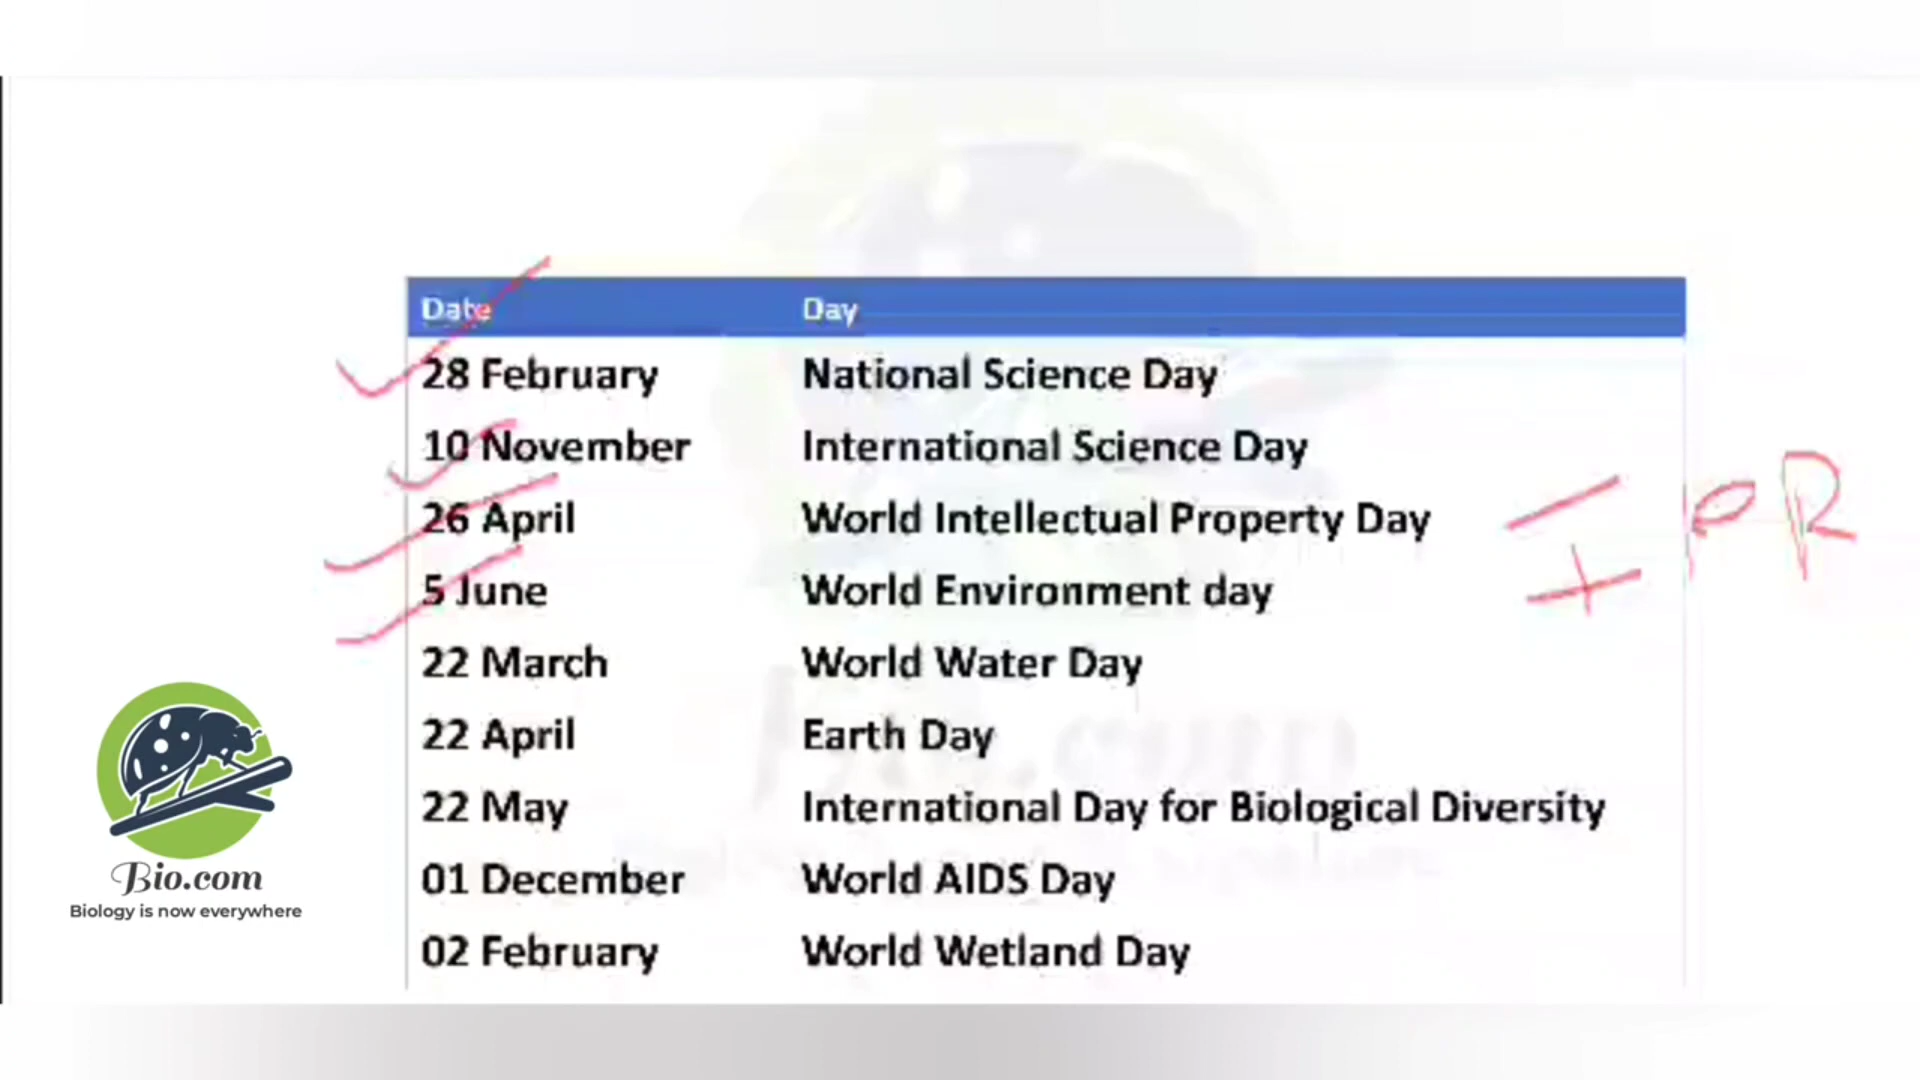 Date Day
28 February National Science Day
10 November International Science Day
26 April World Intellectual Property Day
IPR
5 June World Environment day
22 March World Water Day
22 April Earth Day
22 May International Day for Biological Diversity
01 December World AIDS Day
02 February World Wetland Day
Bio.com
Biology is now everywhere